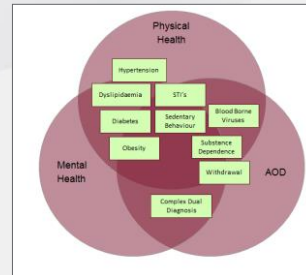 Physical
Health
Hypertension
Dyslipidaemia
STI's
Diabetes
Sedentary
Behaviour
Blood Borne
Viruses
Obesity
Substance
Dependence
Mental
Health
Withdrawal
AOD
Complex Dual
Diagnosis